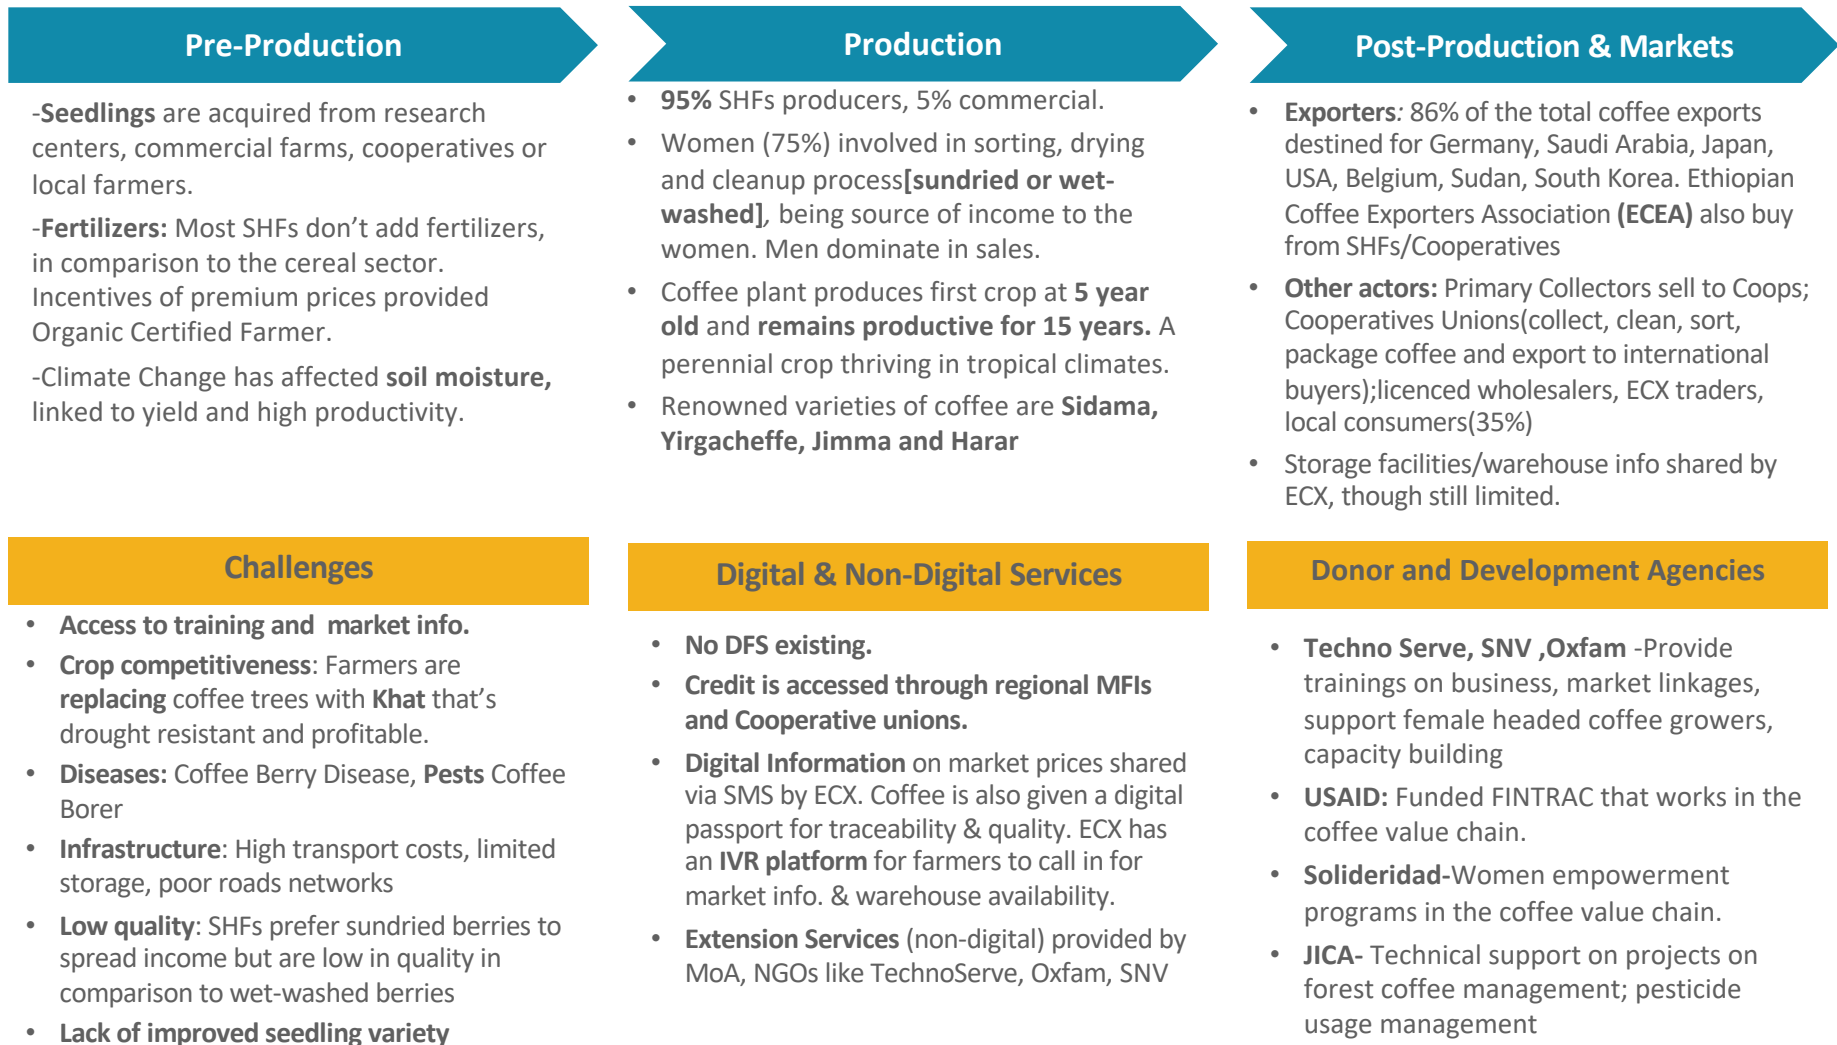 Pre-Production
-Seedlings are acquired from research
centers, commercial farms, cooperatives or
local farmers.
-Fertilizers: Most SHFs don’t add fertilizers,
in comparison to the cereal sector.
Incentives of premium prices provided
Organic Certified Farmer.
-Climate Change has affected soil moisture,
linked to yield and high productivity.
Production
• 95% SHFs producers, 5% commercial.
• Women (75%) involved in sorting, drying
and cleanup process[sundried or wet-
washed], being source of income to the
women. Men dominate in sales.
• Coffee plant produces first crop at 5 year
old and remains productive for 15 years. A
perennial crop thriving in tropical climates.
• Renowned varieties of coffee are Sidama,
Yirgacheffe, Jimma and Harar
Post-Production & Markets
• Exporters: 86% of the total coffee exports
destined for Germany, Saudi Arabia, Japan,
USA, Belgium, Sudan, South Korea. Ethiopian
Coffee Exporters Association (ECEA) also buy
from SHFs/Cooperatives
• Other actors: Primary Collectors sell to Coops;
Cooperatives Unions(collect, clean, sort,
package coffee and export to international
buyers);licenced wholesalers, ECX traders,
local consumers(35%)
• Storage facilities/warehouse info shared by
ECX, though still limited.
Challenges
• Access to training and  market info.
• Crop competitiveness: Farmers are
replacing coffee trees with Khat that’s
drought resistant and profitable.
• Diseases: Coffee Berry Disease, Pests Coffee
Borer
• Infrastructure: High transport costs, limited
storage, poor roads networks
• Low quality: SHFs prefer sundried berries to
spread income but are low in quality in
comparison to wet-washed berries
• Lack of improved seedling variety
Digital & Non-Digital Services
• No DFS existing.
• Credit is accessed through regional MFIs
and Cooperative unions.
• Digital Information on market prices shared
via SMS by ECX. Coffee is also given a digital
passport for traceability & quality. ECX has
an IVR platform for farmers to call in for
market info. & warehouse availability.
• Extension Services (non-digital) provided by
MoA, NGOs like TechnoServe, Oxfam, SNV
Donor and Development Agencies
• Techno Serve, SNV ,Oxfam -Provide
trainings on business, market linkages,
support female headed coffee growers,
capacity building
• USAID: Funded FINTRAC that works in the
coffee value chain.
• Solideridad-Women empowerment
programs in the coffee value chain.
• JICA- Technical support on projects on
forest coffee management; pesticide
usage management